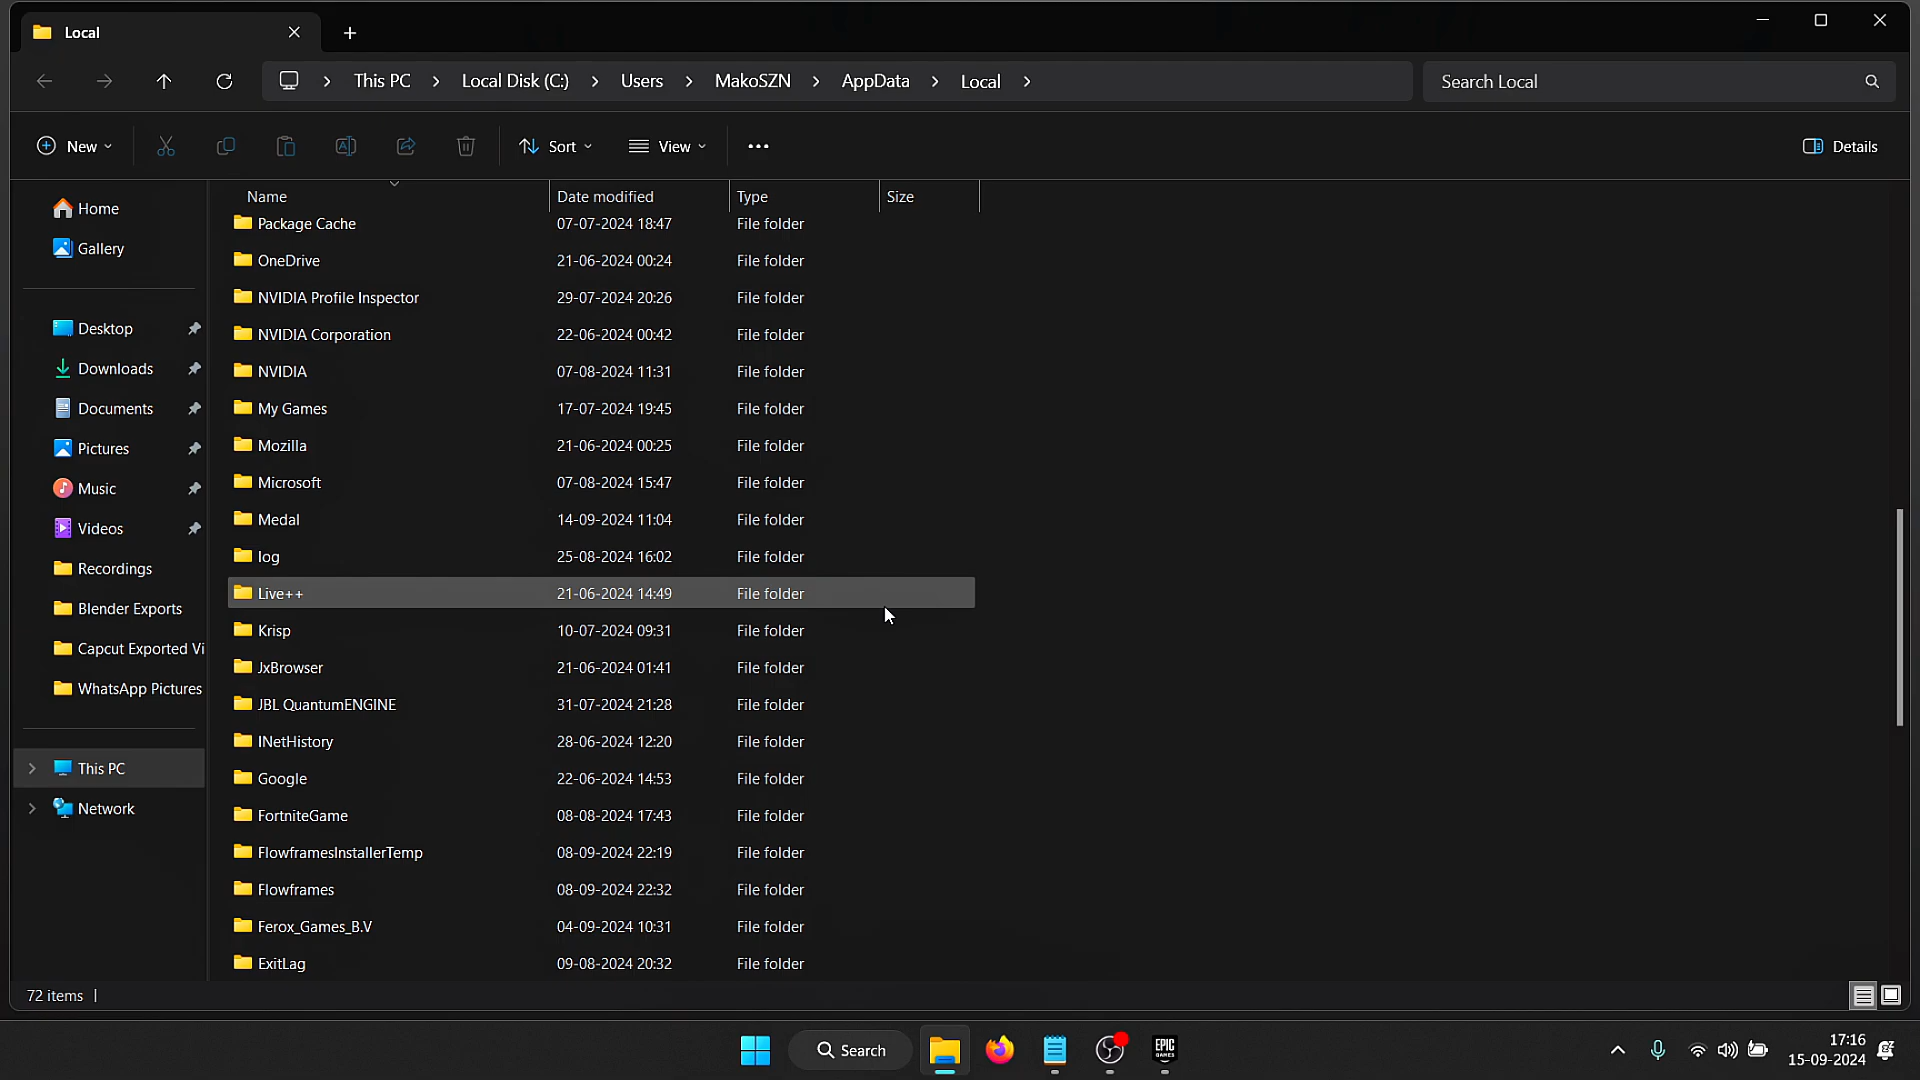 Local
This PC Local Disk (C:) Users MakoSZN AppData Local
Search Local
New
Sort
View
Details
Home
Gallery
Desktop
Downloads
Documents
Pictures
Music
Videos
Recordings
Blender Exports
Capcut Exported Vi
WhatsApp Pictures
This PC
Network
Name Date modified Type Size
Package Cache 07-07-2024 18:47 File folder
OneDrive 21-06-2024 00:24 File folder
NVIDIA Profile Inspector 29-07-2024 20:26 File folder
NVIDIA Corporation 22-06-2024 00:42 File folder
NVIDIA 07-08-2024 11:31 File folder
My Games 17-07-2024 19:45 File folder
Mozilla 21-06-2024 00:25 File folder
Microsoft 07-08-2024 15:47 File folder
Medal 14-09-2024 11:04 File folder
log 25-08-2024 16:02 File folder
Live++ 21-06-2024 14:49 File folder
Krisp 10-07-2024 09:31 File folder
JxBrowser 21-06-2024 01:41 File folder
JBL QuantumENGINE 31-07-2024 21:28 File folder
INetHistory 28-06-2024 12:20 File folder
Google 22-06-2024 14:53 File folder
FortniteGame 08-08-2024 17:43 File folder
FlowframesInstallerTemp 08-09-2024 22:19 File folder
Flowframes 08-09-2024 22:32 File folder
Ferox_Games_B.V 04-09-2024 10:31 File folder
ExitLag 09-08-2024 20:32 File folder
72 items
Search
EPIC
GAMES
17:16
15-09-2024